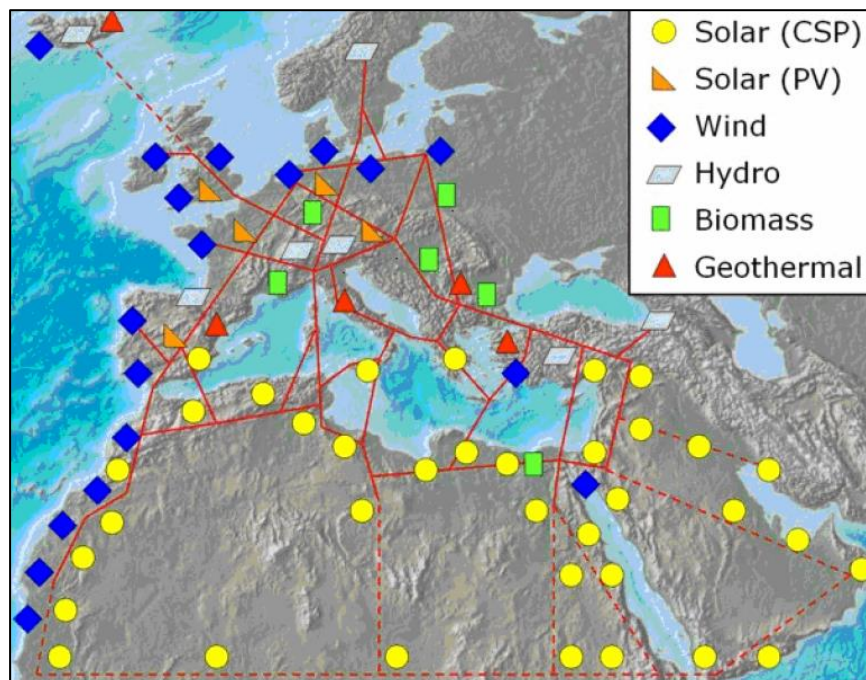 Solar (CSP)
Solar (PV)
Wind
Hydro
Biomass
Geothermal